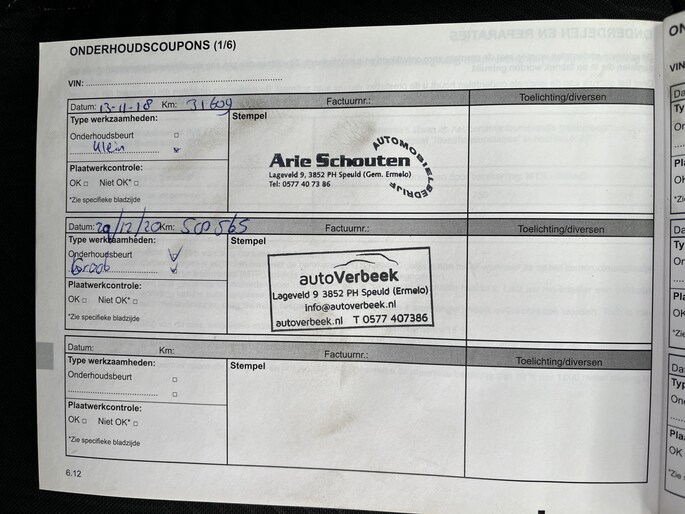 ONDERHOUDSCOUPONS (1/6)
VIN:
Datum: 13-11-18 Km: 31609 Factuurnr.: Toelichting/diversen
Type werkzaamheden:
Onderhoudsbeurt
Klein
Plaatwerkcontrole:
OK Niet OK*
*Zie specifieke bladzijde
Stempel
Arie Schouten
AUTOMOBIELBEDRIJF
Lageveld 9, 3852 PH Speuld (Gem. Ermelo)
Tel: 0577 40 73 86
Datum: 29/12/20 Km: Factuurnr.: Toelichting/diversen
Type werkzaamheden:
Onderhoudsbeurt
Groot
Plaatwerkcontrole:
OK Niet OK*
*Zie specifieke bladzijde
Stempel
autoVerbeek
Lageveld 9 3852 PH Speuld (Ermelo)
info@autoverbeek.nl
autoverbeek.nl T 0577 407386
Datum: Km: Factuurnr.: Toelichting/diversen
Type werkzaamheden:
Onderhoudsbeurt
Plaatwerkcontrole:
OK Niet OK*
*Zie specifieke bladzijde
Stempel
6.12